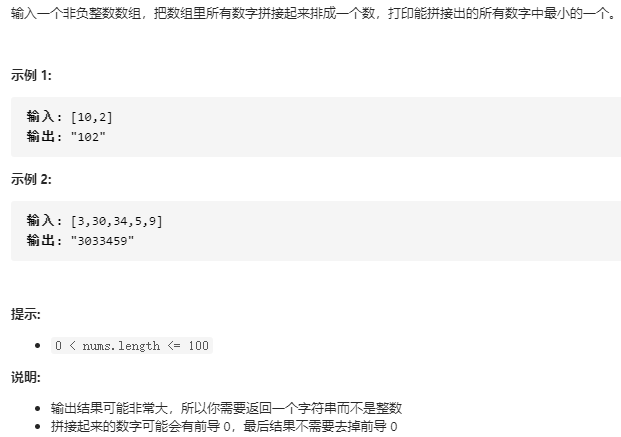 输入一个非负整数数组，把数组里所有数字拼接起来排成一个数，打印能拼接出的所有数字中最小的一个。
示例 1:
输入: [10,2]
输出: "102"
示例 2:
输入: [3,30,34,5,9]
输出: "3033459"
提示:
0 < nums.length <= 100
说明:
输出结果可能非常大，所以你需要返回一个字符串而不是整数
拼接起来的数字可能会有前导 0，最后结果不需要去掉前导 0